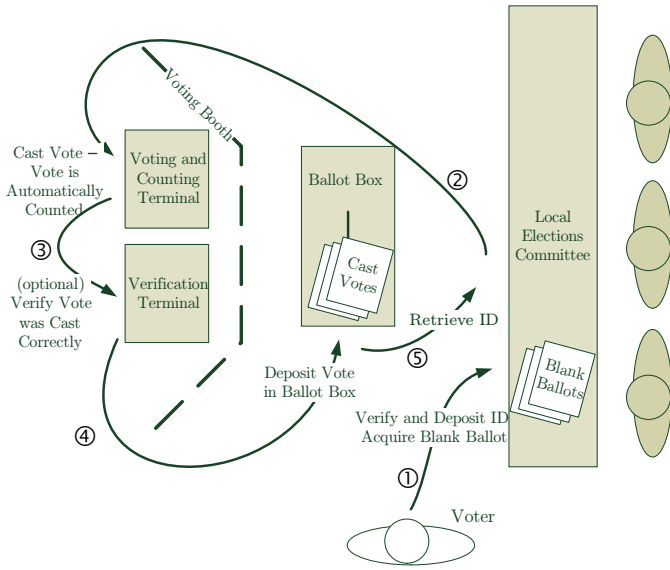 Voting Booth
Cast Vote –
Vote is
Automatically
Counted
Voting and
Counting
Terminal
Ballot Box
②
Local
Elections
Committee
③
(optional)
Verify Vote
was Cast
Correctly
Verification
Terminal
Cast
Votes
Retrieve ID
⑤
Deposit Vote
in Ballot Box
Blank
Ballots
④
Verify and Deposit ID
Acquire Blank Ballot
①
Voter